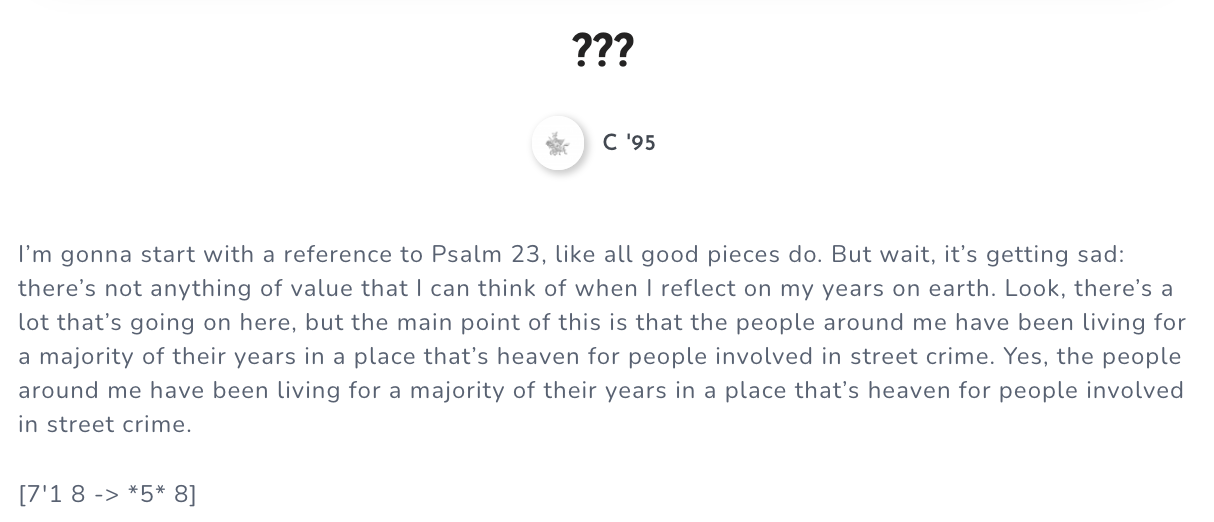 ???
C '95
I’m gonna start with a reference to Psalm 23, like all good pieces do. But wait, it’s getting sad:
there’s not anything of value that I can think of when I reflect on my years on earth. Look, there’s a
lot that’s going on here, but the main point of this is that the people around me have been living for
a majority of their years in a place that’s heaven for people involved in street crime. Yes, the people
around me have been living for a majority of their years in a place that’s heaven for people involved
in street crime.
[7'1 8 -> *5* 8]